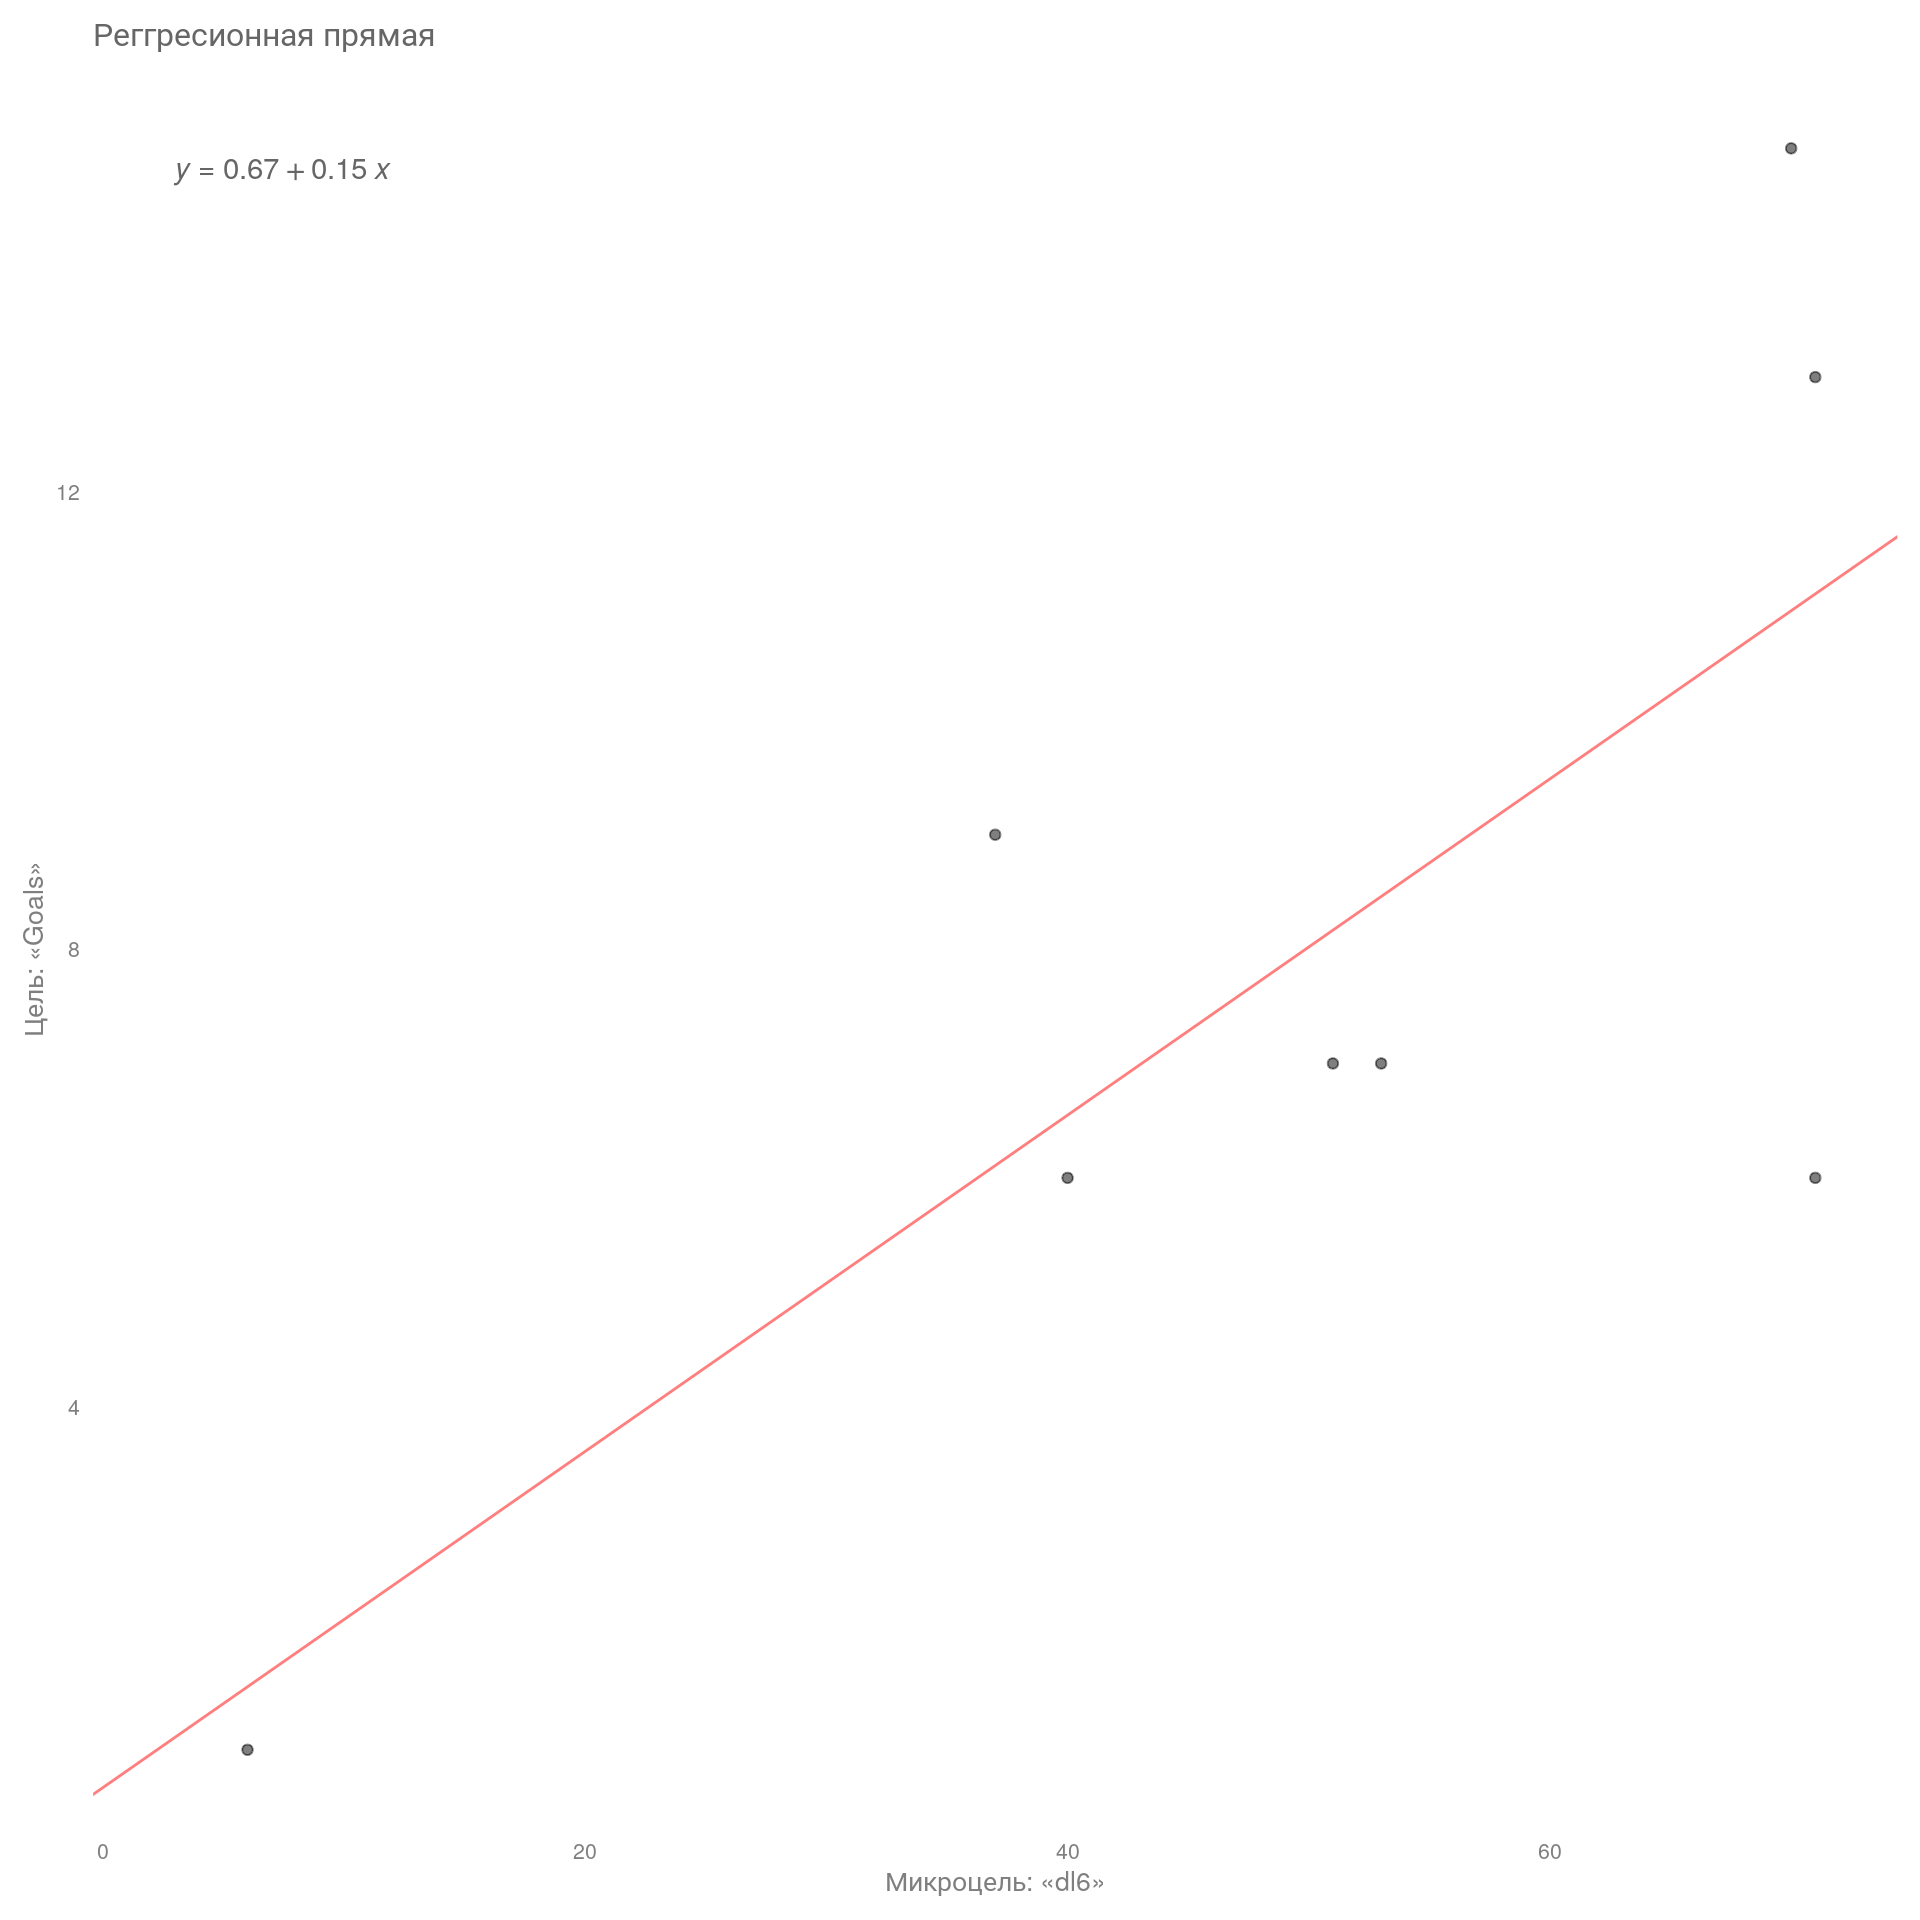 Реггресионная прямая
y = 0.67 + 0.15 x
12
8
4
Цель: «Goals»
0
20
40
60
Микроцель: «dl6»